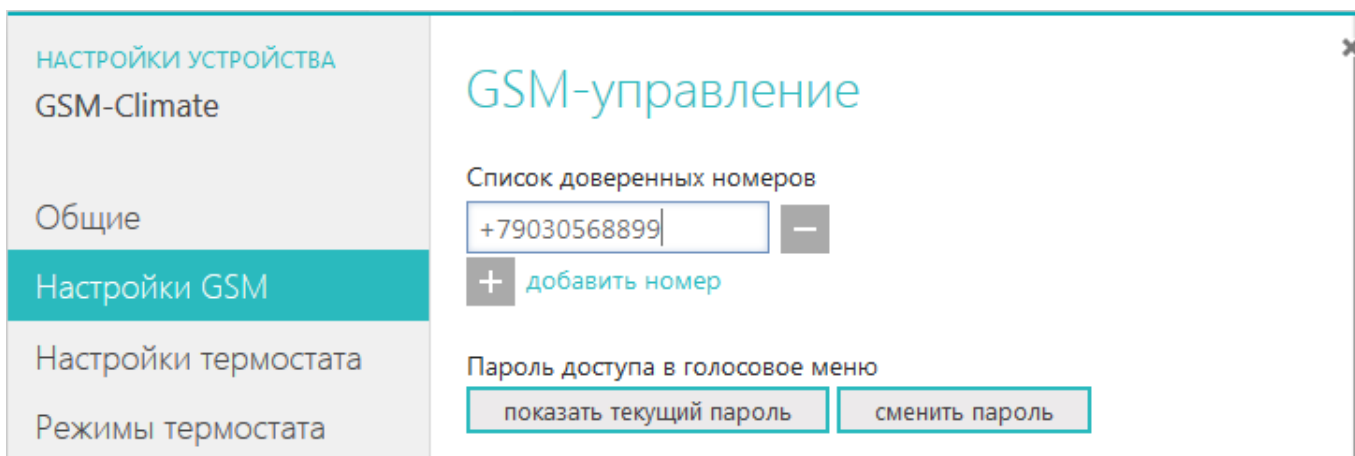 НАСТРОЙКИ УСТРОЙСТВА
GSM-Climate
Общие
Настройки GSM
Настройки термостата
Режимы термостата
GSM-управление
Список доверенных номеров
+79030568899
добавить номер
Пароль доступа в голосовое меню
показать текущий пароль
сменить пароль